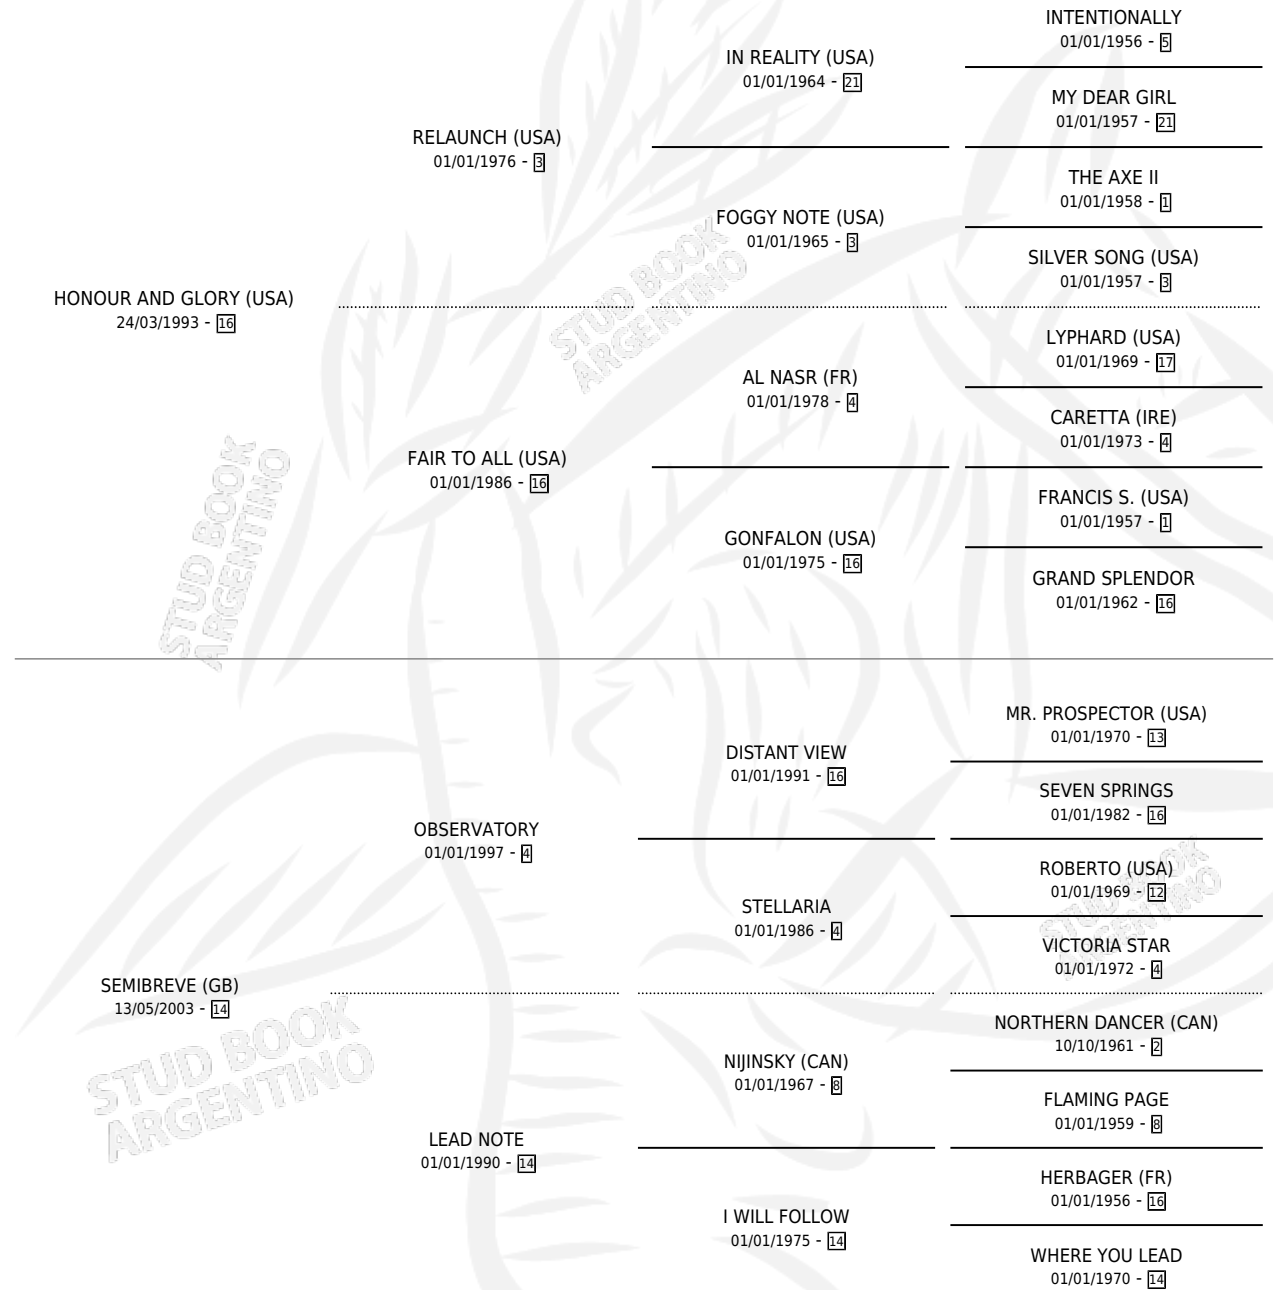 INTENTIONALLY
01/01/1956 - 5
IN REALITY (USA)
01/01/1964 - 21
MY DEAR GIRL
01/01/1957 - 21
RELAUNCH (USA)
01/01/1976 - 3
THE AXE II
01/01/1958 - 1
FOGGY NOTE (USA)
01/01/1965 - 3
SILVER SONG (USA)
01/01/1957 - 3
HONOUR AND GLORY (USA)
24/03/1993 - 16
STUD BOOK
ARGENTINO
LYPHARD (USA)
01/01/1969 - 17
AL NASR (FR)
01/01/1978 - 4
CARETTA (IRE)
01/01/1973 - 4
FAIR TO ALL (USA)
01/01/1986 - 16
FRANCIS S. (USA)
01/01/1957 - 1
GONFALON (USA)
01/01/1975 - 16
GRAND SPLENDOR
01/01/1962 - 16
STUD BOOK
ARGENTINO
MR. PROSPECTOR (USA)
01/01/1970 - 13
DISTANT VIEW
01/01/1991 - 16
SEVEN SPRINGS
01/01/1982 - 16
OBSERVATORY
01/01/1997 - 4
ROBERTO (USA)
01/01/1969 - 12
STELLARIA
01/01/1986 - 4
VICTORIA STAR
01/01/1972 - 4
STUD BOOK
ARGENTINO
SEMIBREVE (GB)
13/05/2003 - 14
NORTHERN DANCER (CAN)
10/10/1961 - 2
NIJINSKY (CAN)
01/01/1967 - 8
FLAMING PAGE
01/01/1959 - 8
STUD BOOK
ARGENTINO
LEAD NOTE
01/01/1990 - 14
HERBAGER (FR)
01/01/1956 - 16
I WILL FOLLOW
01/01/1975 - 14
WHERE YOU LEAD
01/01/1970 - 14